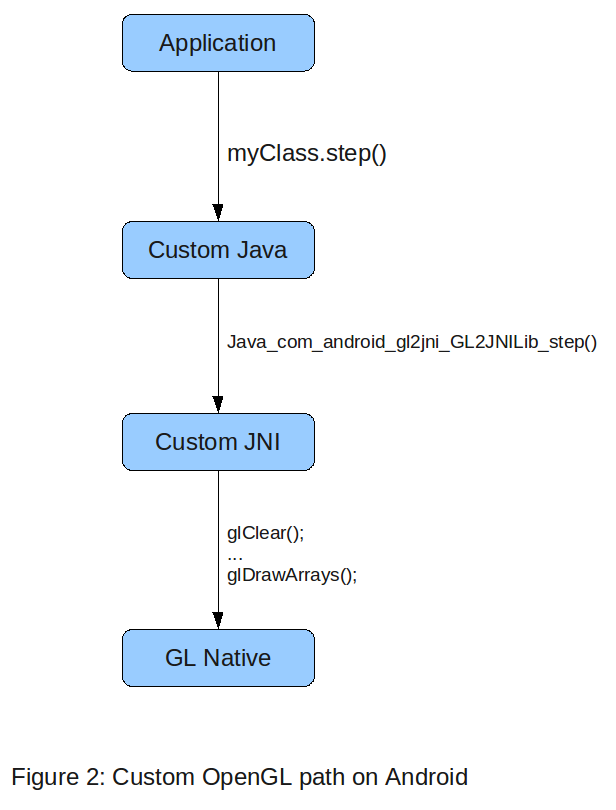 Application
myClass.step()
Custom Java
Java_com_android_gl2jni_GL2JNILib_step()
Custom JNI
glClear();
...
glDrawArrays();
GL Native
Figure 2: Custom OpenGL path on Android